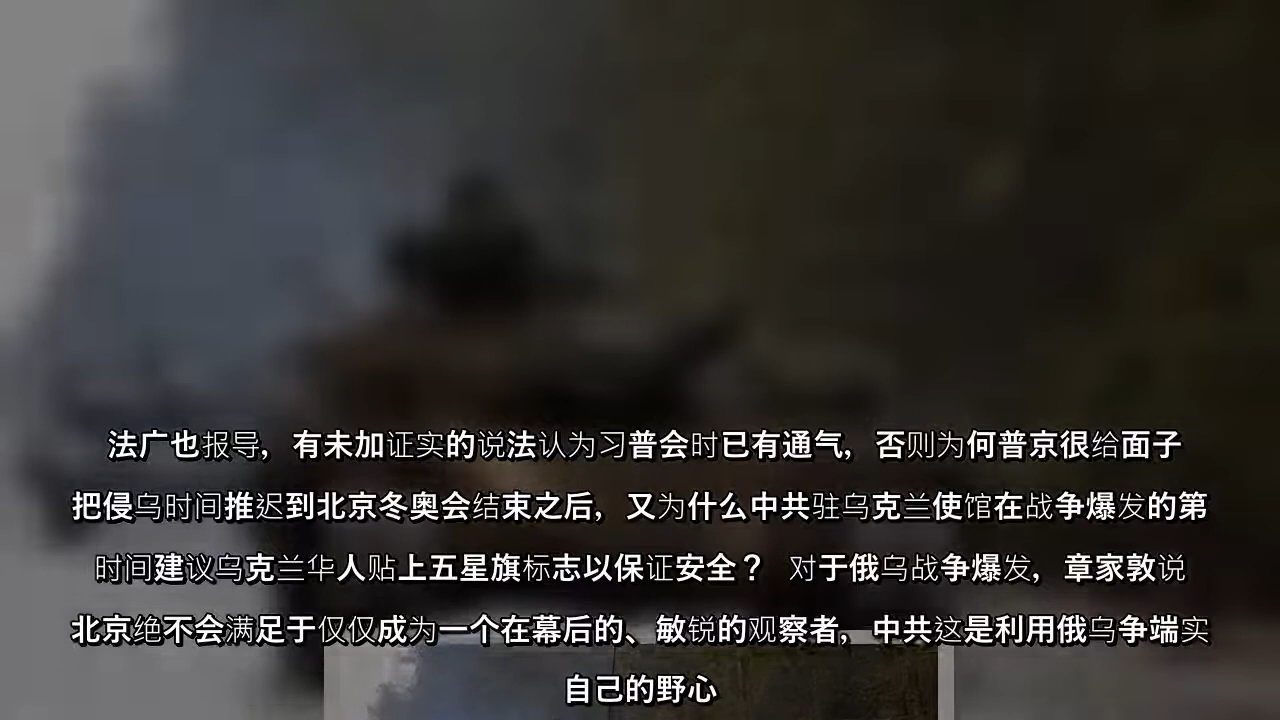 法广也报导，有未加证实的说法认为习普会时已有通气，否则为何普京很给面子
把侵乌时间推迟到北京冬奥会结束之后，又为什么中共驻乌克兰使馆在战争爆发的第
时间建议乌克兰华人贴上五星旗标志以保证安全？ 对于俄乌战争爆发，章家敦说
北京绝不会满足于仅仅成为一个在幕后的、敏锐的观察者，中共这是利用俄乌争端实
自己的野心